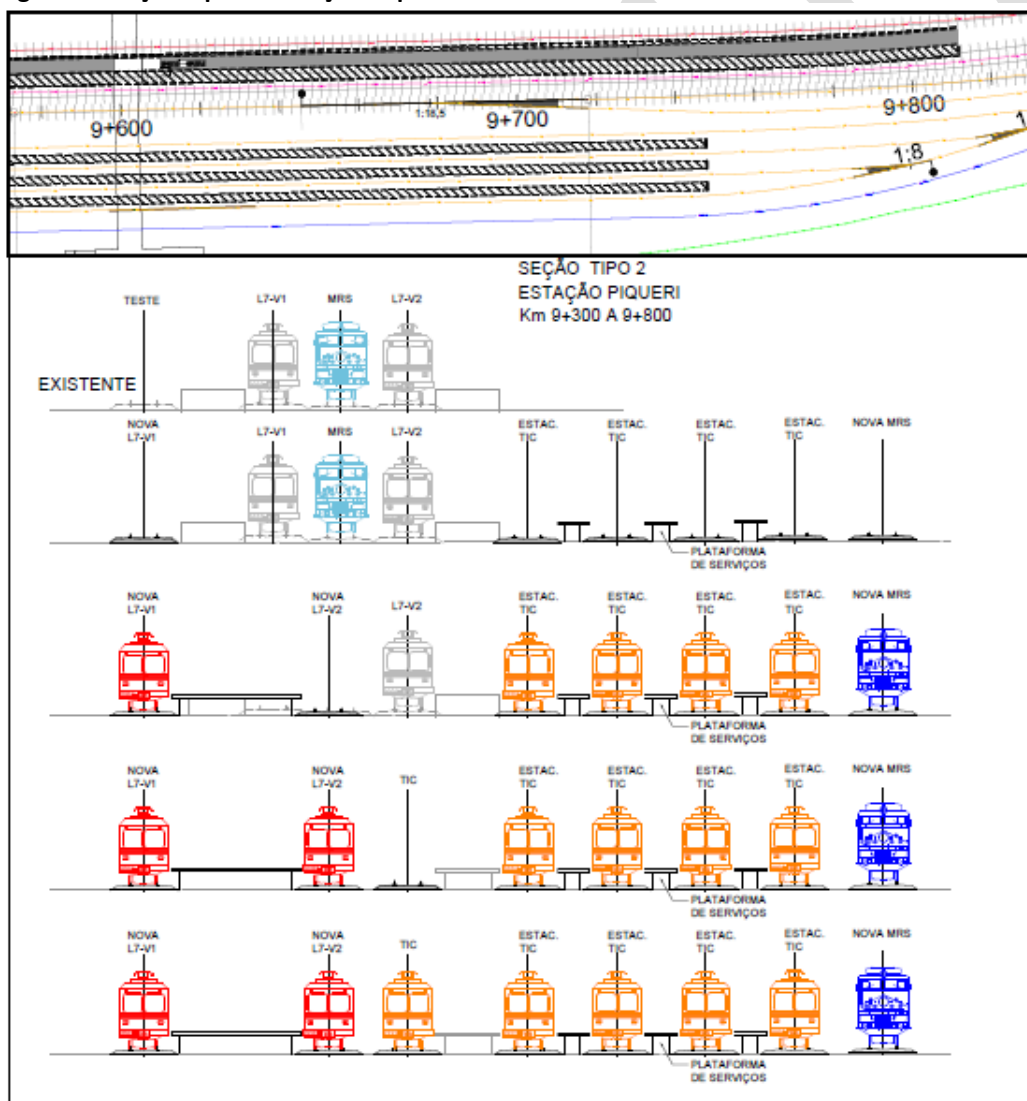 9+600
1:18,5
9+700
9+800
1:8
SEÇÃO TIPO 2
ESTAÇÃO PIQUERI
Km 9+300 A 9+800
TESTE
L7-V1
MRS
L7-V2
EXISTENTE
NOVA
L7-V1
L7-V1
MRS
L7-V2
ESTAC.
TIC
ESTAC.
TIC
ESTAC.
TIC
ESTAC.
TIC
NOVA MRS
PLATAFORMA
DE SERVIÇOS
NOVA
L7-V1
NOVA
L7-V2
L7-V2
ESTAC.
TIC
ESTAC.
TIC
ESTAC.
TIC
ESTAC.
TIC
NOVA MRS
PLATAFORMA
DE SERVIÇOS
NOVA
L7-V1
NOVA
L7-V2
TIC
ESTAC.
TIC
ESTAC.
TIC
ESTAC.
TIC
ESTAC.
TIC
NOVA MRS
PLATAFORMA
DE SERVIÇOS
NOVA
L7-V1
NOVA
L7-V2
TIC
ESTAC.
TIC
ESTAC.
TIC
ESTAC.
TIC
ESTAC.
TIC
NOVA MRS
PLATAFORMA
DE SERVIÇOS